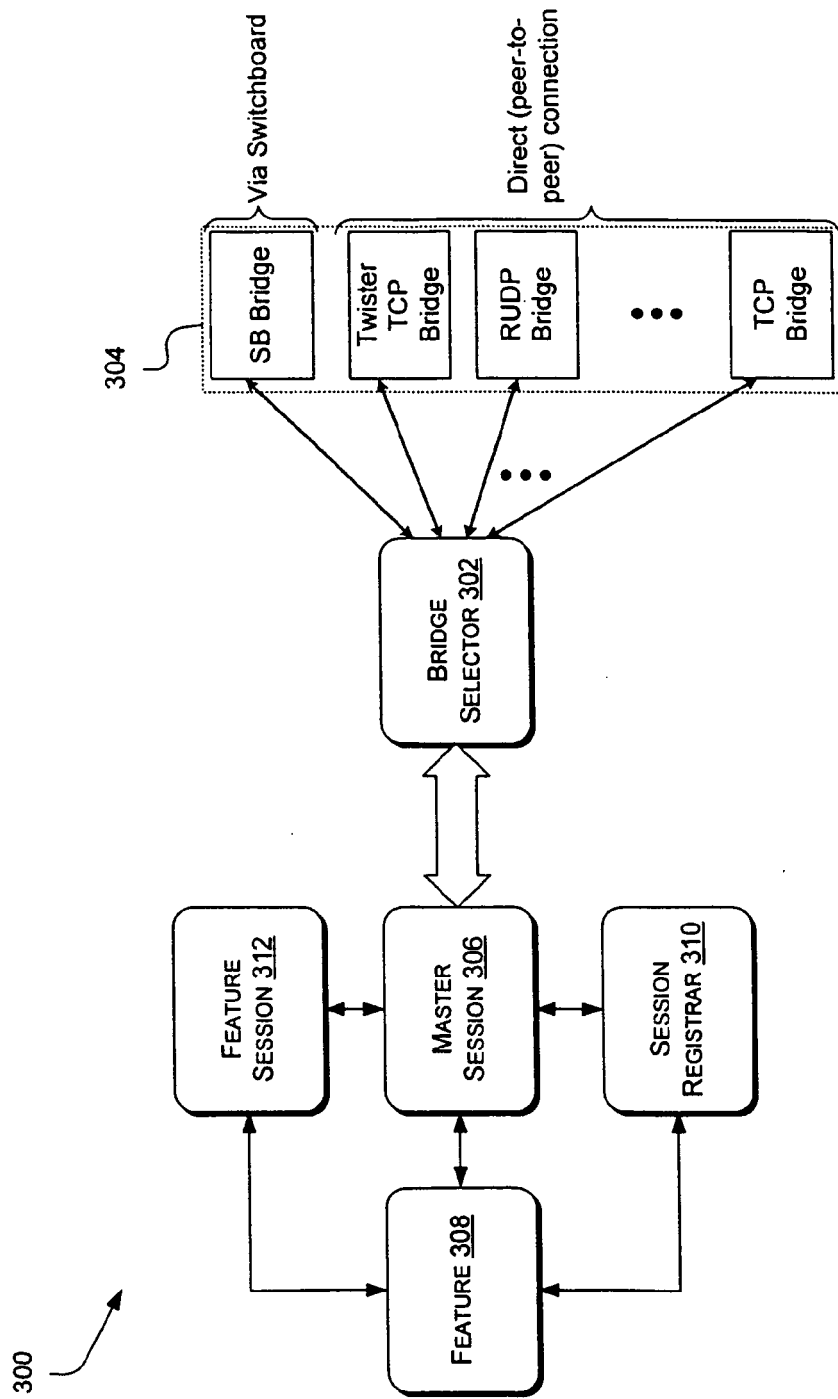 300
FEATURE 308
FEATURE
SESSION 312
MASTER
SESSION 306
SESSION
REGISTRAR 310
BRIDGE
SELECTOR 302
304
SB Bridge
Twister
TCP
Bridge
RUDP
Bridge
TCP
Bridge
Via Switchboard
Direct (peer-to-
peer) connection